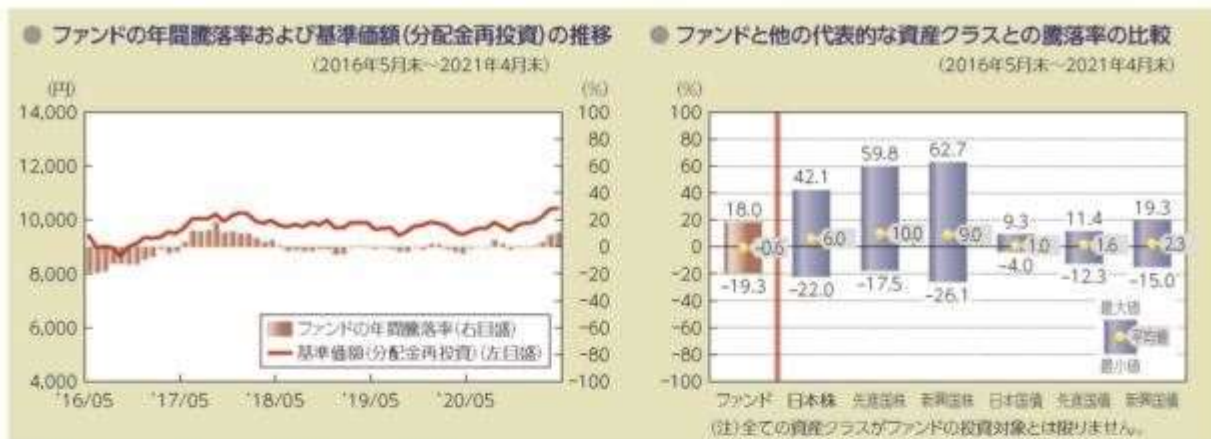 ● ファンドの年間騰落率および基準価額(分配金再投資)の推移
(2016年5月末～2021年4月末)
(円)
(%)
14,000
12,000
10,000
8,000
6,000
4,000
100
80
60
40
20
0
-20
-40
-60
-80
-100
ファンドの年間騰落率(右目盛)
基準価額(分配金再投資)(左目盛)
'16/05 '17/05 '18/05 '19/05 '20/05
● ファンドと他の代表的な資産クラスとの騰落率の比較
(2016年5月末～2021年4月末)
(%)
100
80
60
40
20
0
-20
-40
-60
-80
-100
18.0 42.1 59.8 62.7 9.3 11.4 19.3
-0.6 6.0 10.0 9.0 1.0 1.6 2.3
-19.3 -22.0 -17.5 -26.1 -4.0 -12.3 -15.0
最大値
平均値
最小値
ファンド 日本株 先進国株 新興国株 日本国債 先進国債 新興国債
(注)全ての資産クラスがファンドの投資対象とは限りません。